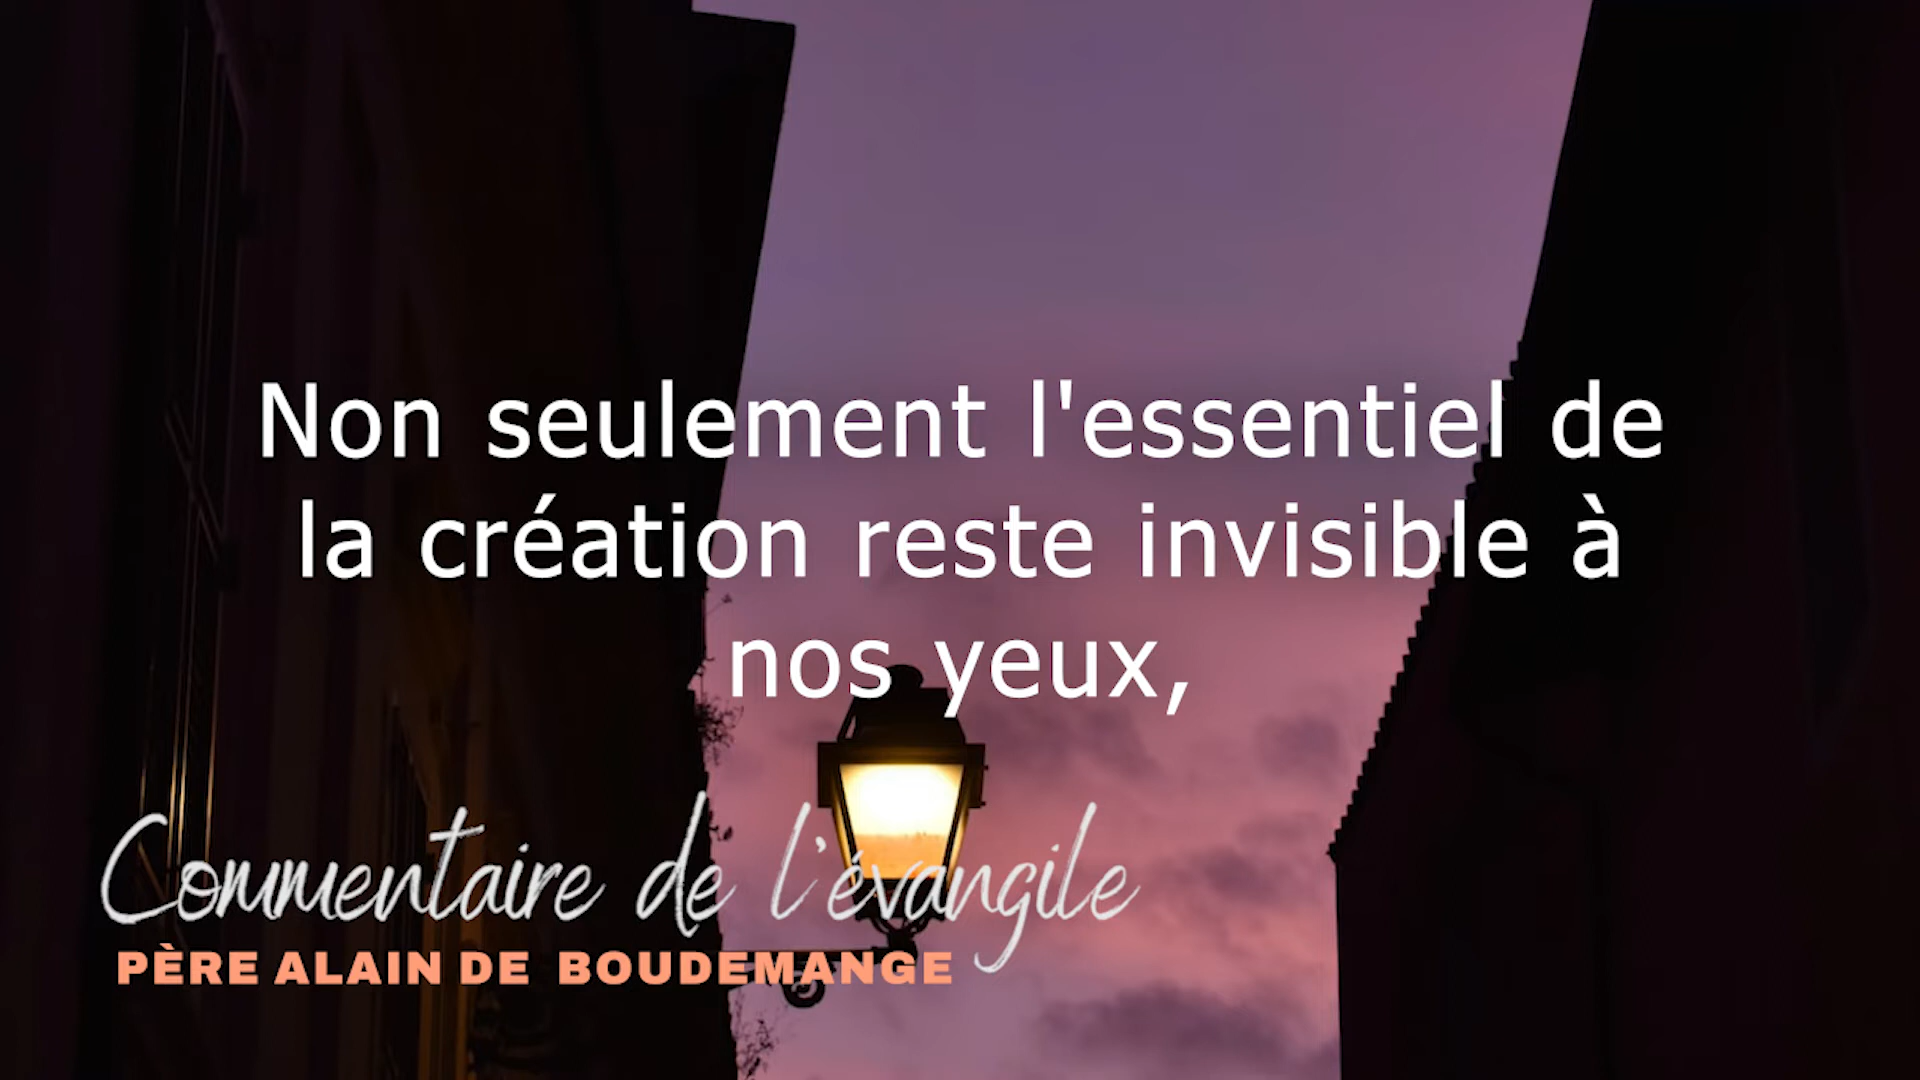 Non seulement l'essentiel de
la création reste invisible à
nos yeux,
Commentaire de l'évangile
PÈRE ALAIN DE BOUDEMANGE